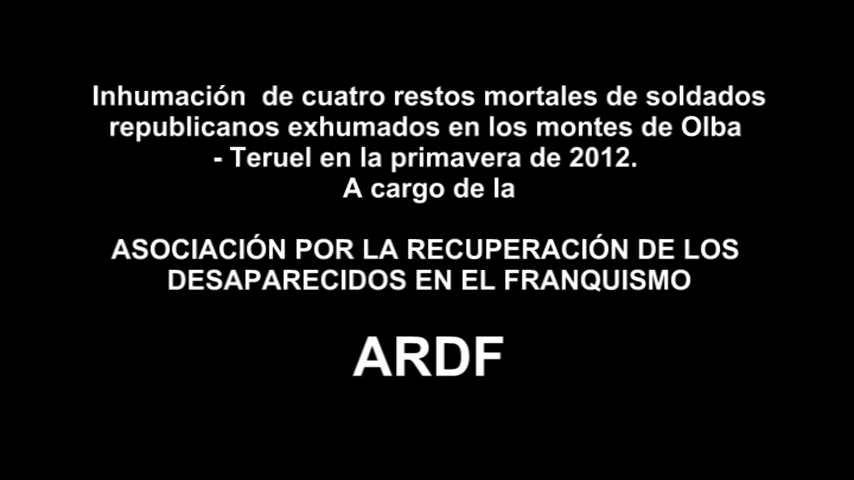 Inhumación  de cuatro restos mortales de soldados
republicanos exhumados en los montes de Olba
- Teruel en la primavera de 2012.
A cargo de la
ASOCIACIÓN POR LA RECUPERACIÓN DE LOS
DESAPARECIDOS EN EL FRANQUISMO
ARDF